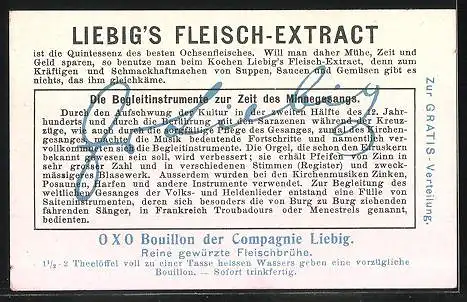 LIEBIG'S FLEISCH-EXTRACT
ist die Quintessenz des besten Ochsenfleisches. Will man daher Mühe, Zeit und
Geld sparen, so benutze man beim Kochen Liebig's Fleisch-Extract, denn zum
Kräftigen und Schmackhaftmachen von Suppen, Saucen und Gemüsen gibt es
nichts, das ihm gleichkäme.
Die Begleitinstrumente zur Zeit des Minnegesangs.
Durch den Aufschwung der Kultur in der zweiten Hälfte des 12. Jahr-
hunderts und durch die Berührung mit den Sarazenen während der Kreuz-
züge, wie auch durch die Pflege des Gesanges, zumal des Kirchen-
gesanges, machte die Musik bedeutende Fortschritte und namentlich ver-
vollkommneten sich die Begleitinstrumente. Die Orgel, die schon den Etruskern
bekannt gewesen sein soll, wird verbessert; sie erhält Pfeifen von Zinn in
sehr grosser Zahl und in verschiedenen Stimmen (Register) und zweck-
mässigere Blasewerke. Ausserdem wurden bei den Kirchenmusiken Zinken,
Posaunen, Harfen und andere Instrumente verwendet. Zur Begleitung des
weltlichen Gesanges der Volks- und Heldenlieder entstand eine Fülle von
Saiteninstrumenten, deren sich besonders die von Burg zu Burg ziehenden
fahrenden Sänger, in Frankreich Troubadours oder Menestrels genannt,
bedienten.
Zur GRATIS-Verteilung.
OXO Bouillon der Compagnie Liebig.
Reine gewürzte Fleischbrühe.
1½-2 Theelöffel voll zu einer Tasse heissen Wassers geben eine vorzügliche
Bouillon. — Sofort trinkfertig.